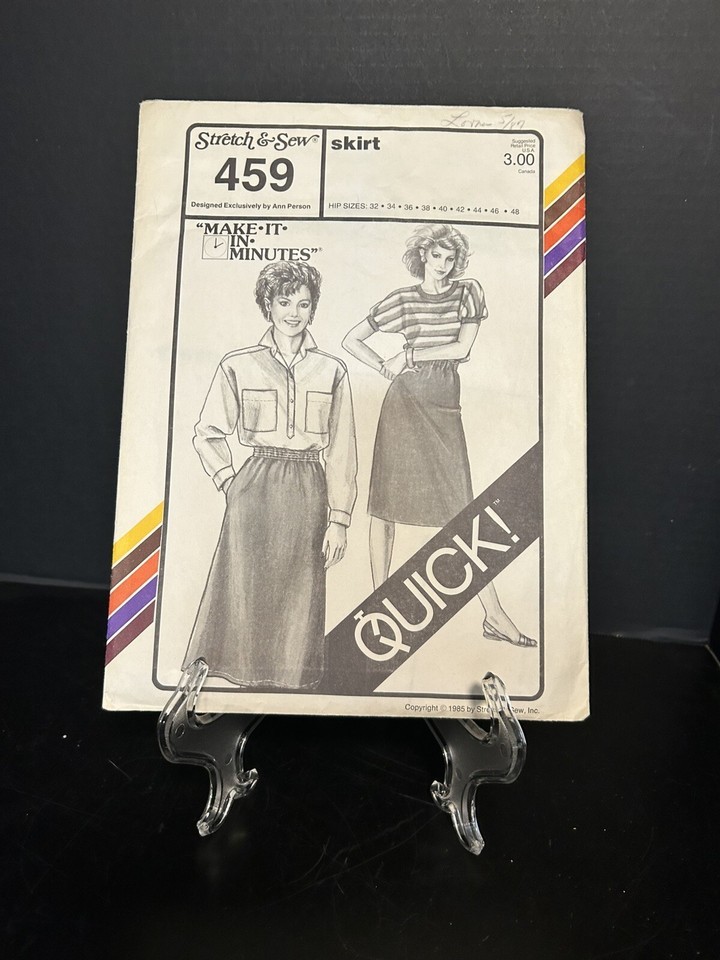 Stretch & Sew®
459
Designed Exclusively by Ann Person
skirt
Suggested
Retail Price
U.S.A.
3.00
Canada
HIP SIZES: 32 • 34 • 36 • 38 • 40 • 42 • 44 • 46 • 48
"MAKE•IT•
IN•
MINUTES"®
QUICK!™
Copyright © 1985 by Sew, Inc.